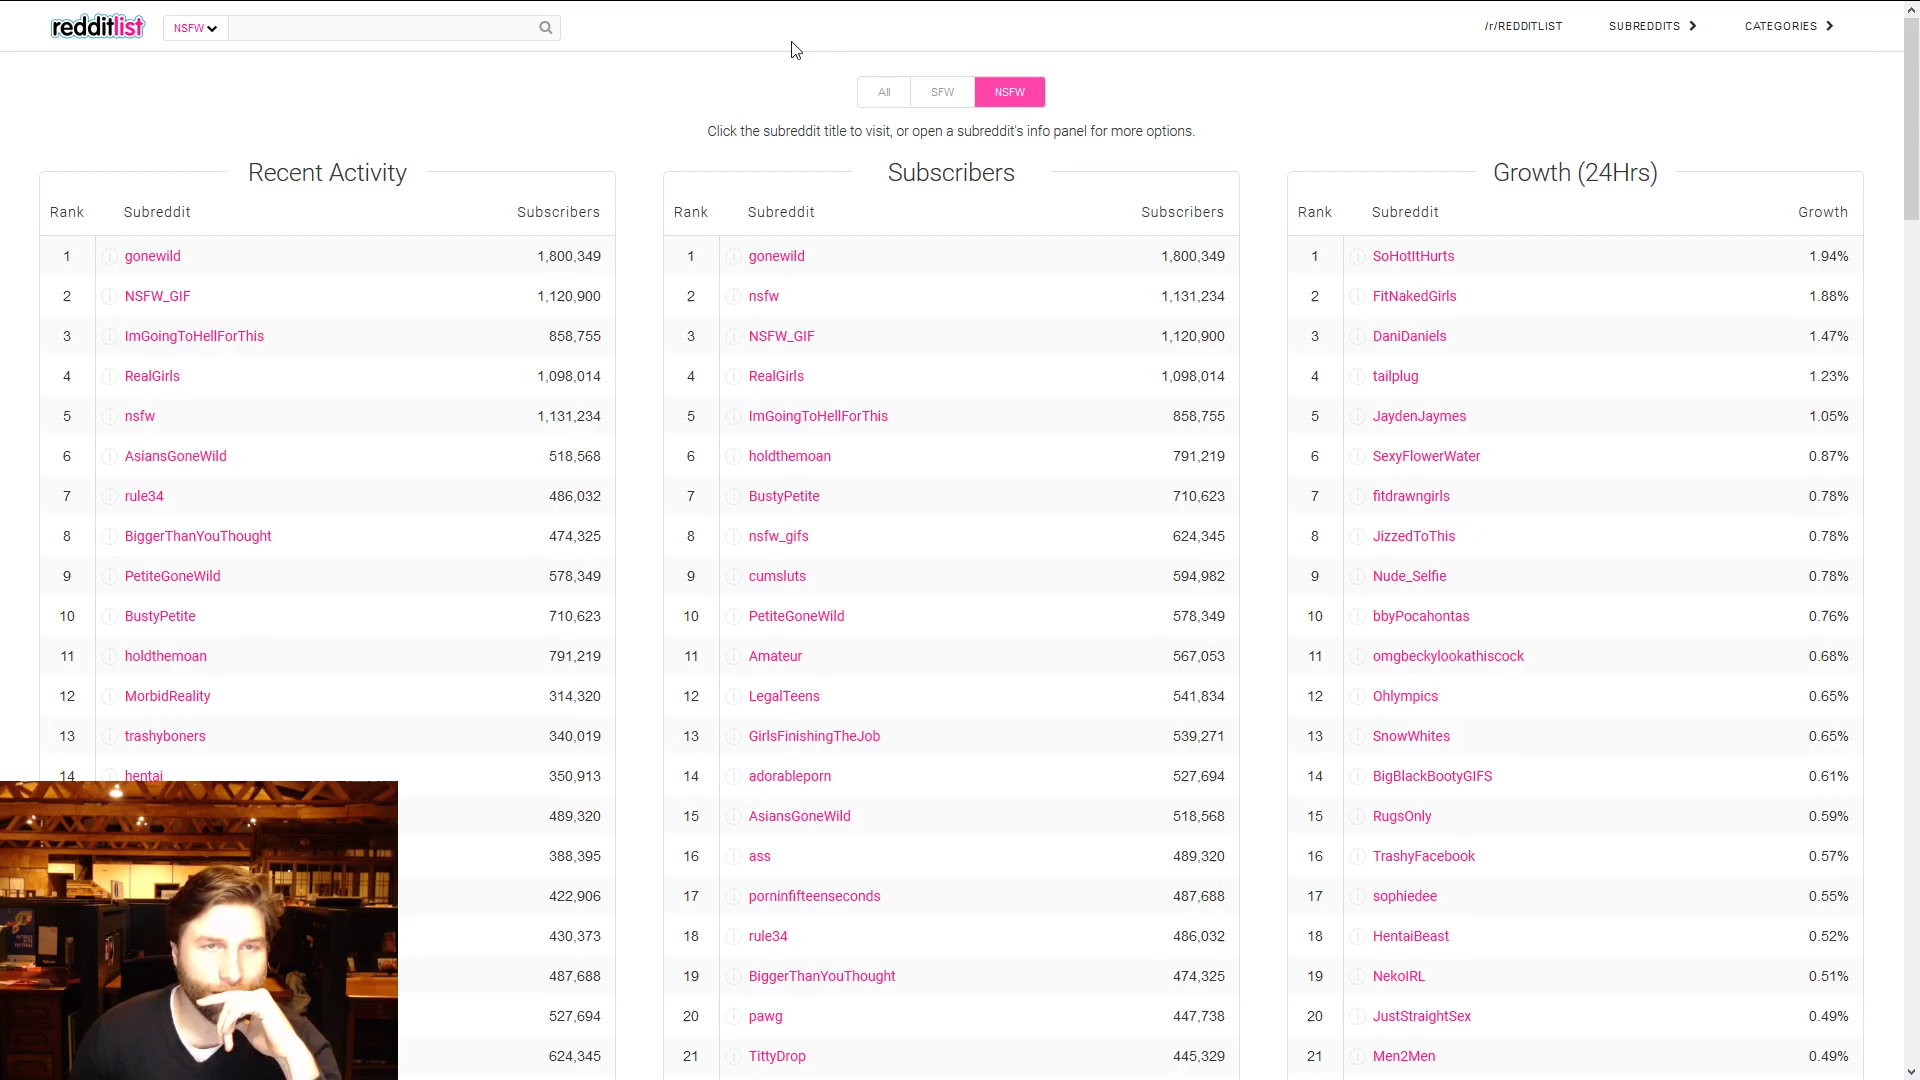 redditlist
NSFW
/r/REDDITLIST
SUBREDDITS
CATEGORIES
All
SFW
NSFW
Click the subreddit title to visit, or open a subreddit's info panel for more options.
Recent Activity
Rank Subreddit Subscribers
1 gonewild 1,800,349
2 NSFW_GIF 1,120,900
3 ImGoingToHellForThis 858,755
4 RealGirls 1,098,014
5 nsfw 1,131,234
6 AsiansGoneWild 518,568
7 rule34 486,032
8 BiggerThanYouThought 474,325
9 PetiteGoneWild 578,349
10 BustyPetite 710,623
11 holdthemoan 791,219
12 MorbidReality 314,320
13 trashyboners 340,019
14 hentai 350,913
489,320
388,395
422,906
430,373
487,688
527,694
624,345
Subscribers
Rank Subreddit Subscribers
1 gonewild 1,800,349
2 nsfw 1,131,234
3 NSFW_GIF 1,120,900
4 RealGirls 1,098,014
5 ImGoingToHellForThis 858,755
6 holdthemoan 791,219
7 BustyPetite 710,623
8 nsfw_gifs 624,345
9 cumsluts 594,982
10 PetiteGoneWild 578,349
11 Amateur 567,053
12 LegalTeens 541,834
13 GirlsFinishingTheJob 539,271
14 adorableporn 527,694
15 AsiansGoneWild 518,568
16 ass 489,320
17 porninfifteenseconds 487,688
18 rule34 486,032
19 BiggerThanYouThought 474,325
20 pawg 447,738
21 TittyDrop 445,329
Growth (24Hrs)
Rank Subreddit Growth
1 SoHotItHurts 1.94%
2 FitNakedGirls 1.88%
3 DaniDaniels 1.47%
4 tailplug 1.23%
5 JaydenJaymes 1.05%
6 SexyFlowerWater 0.87%
7 fitdrawngirls 0.78%
8 JizzedToThis 0.78%
9 Nude_Selfie 0.78%
10 bbyPocahontas 0.76%
11 omgbeckylookathiscock 0.68%
12 Ohlympics 0.65%
13 SnowWhites 0.65%
14 BigBlackBootyGIFS 0.61%
15 RugsOnly 0.59%
16 TrashyFacebook 0.57%
17 sophiedee 0.55%
18 HentaiBeast 0.52%
19 NekoIRL 0.51%
20 JustStraightSex 0.49%
21 Men2Men 0.49%